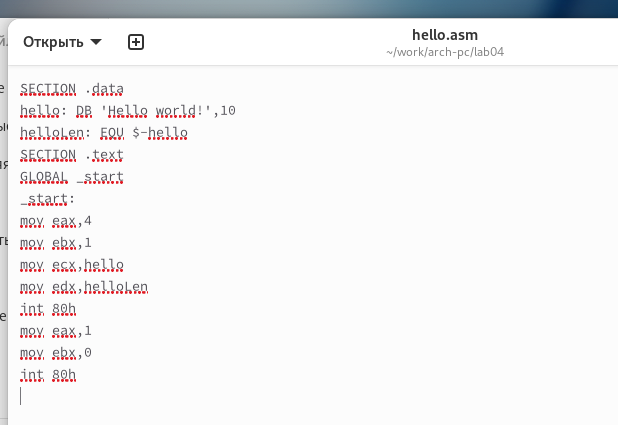 Открыть
hello.asm
~/work/arch-pc/lab04
SECTION .data
hello: DB 'Hello world!',10
helloLen: EQU $-hello
SECTION .text
GLOBAL _start
_start:
mov eax,4
mov ebx,1
mov ecx,hello
mov edx,helloLen
int 80h
mov eax,1
mov ebx,0
int 80h